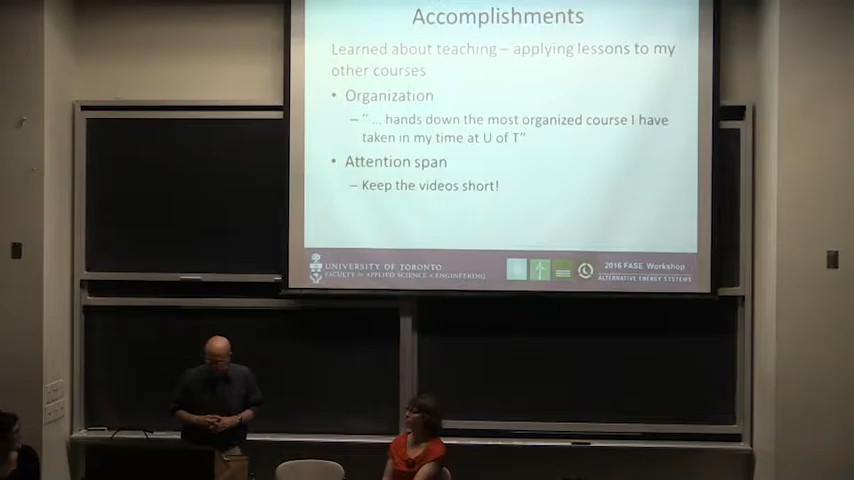 Accomplishments
Learned about teaching – applying lessons to my
other courses
• Organization
– " ... hands down the most organized course I have
taken in my time at U of T"
• Attention span
– Keep the videos short!
UNIVERSITY OF TORONTO
FACULTY OF APPLIED SCIENCE & ENGINEERING
2016 FASE Workshop
ALTERNATIVE ENERGY SYSTEMS